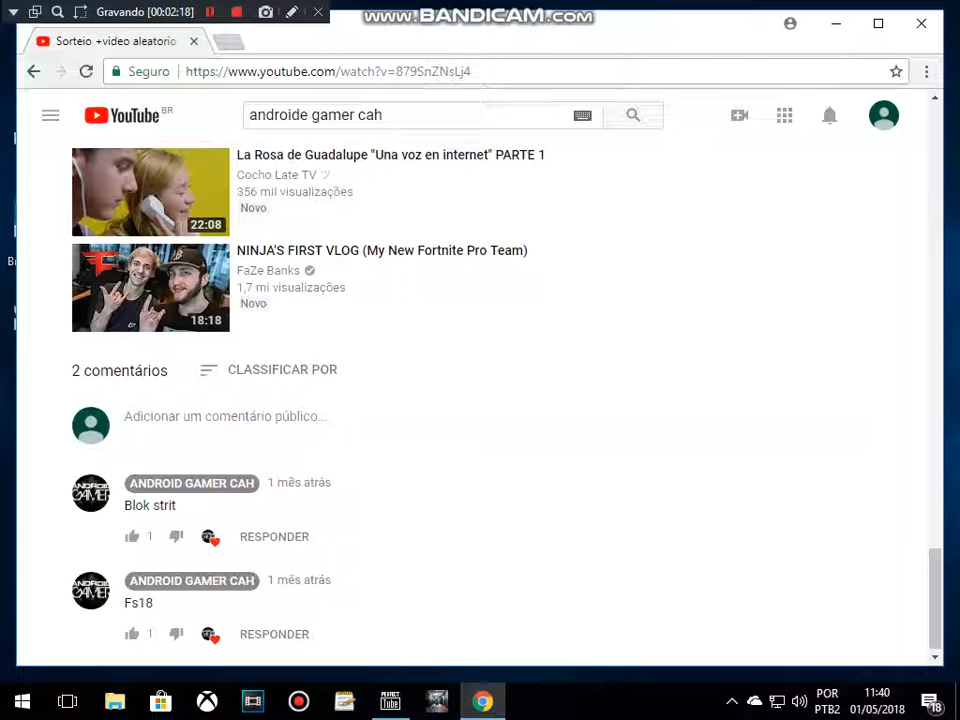 Gravando [00:02:18]
www.BANDICAM.com
Sorteio +video aleatorio
Seguro
https://www.youtube.com/watch?v=879SnZNsLj4
YouTube BR
androide gamer cah
La Rosa de Guadalupe "Una voz en internet" PARTE 1
Cocho Late TV ツ
356 mil visualizações
Novo
22:08
NINJA'S FIRST VLOG (My New Fortnite Pro Team)
FaZe Banks
1,7 mi visualizações
Novo
18:18
2 comentários
CLASSIFICAR POR
Adicionar um comentário público...
ANDROID GAMER CAH 1 mês atrás
Blok strit
1 RESPONDER
ANDROID GAMER CAH 1 mês atrás
Fs18
1 RESPONDER
PERFECT
Tube
POR
PTB2
11:40
01/05/2018
18